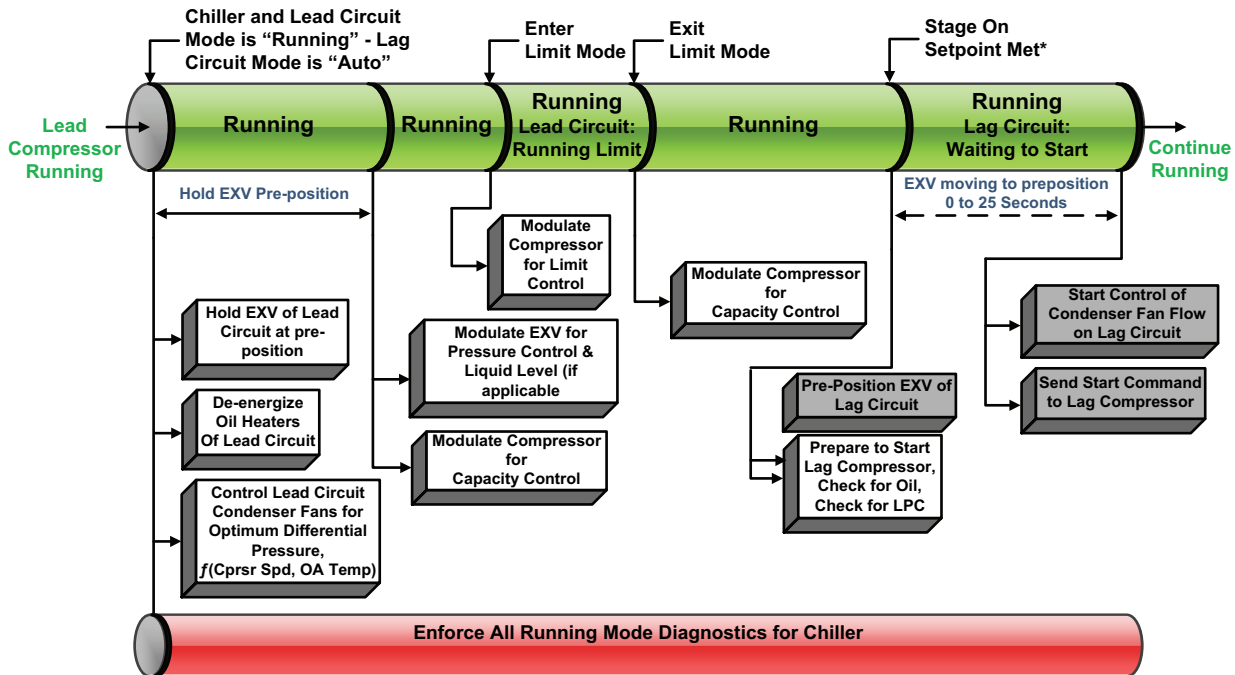 Chiller and Lead Circuit
Mode is “Running” - Lag
Circuit Mode is “Auto”
Enter
Limit Mode
Exit
Limit Mode
Stage On
Setpoint Met*
Lead
Compressor
Running
Running
Running
Running
Lead Circuit:
Running Limit
Running
Running
Lag Circuit:
Waiting to Start
Continue
Running
Hold EXV Pre-position
EXV moving to preposition
0 to 25 Seconds
Modulate
Compressor
for Limit
Control
Modulate Compressor
for
Capacity Control
Hold EXV of Lead
Circuit at pre-
position
Start Control of
Condenser Fan Flow
on Lag Circuit
Modulate EXV for
Pressure Control &
Liquid Level (if
applicable
Pre-Position EXV of
Lag Circuit
Send Start Command
to Lag Compressor
De-energize
Oil Heaters
Of Lead Circuit
Modulate Compressor
for
Capacity Control
Prepare to Start
Lag Compressor,
Check for Oil,
Check for LPC
Control Lead Circuit
Condenser Fans for
Optimum Differential
Pressure,
ƒ(Cprsr Spd, OA Temp)
Enforce All Running Mode Diagnostics for Chiller